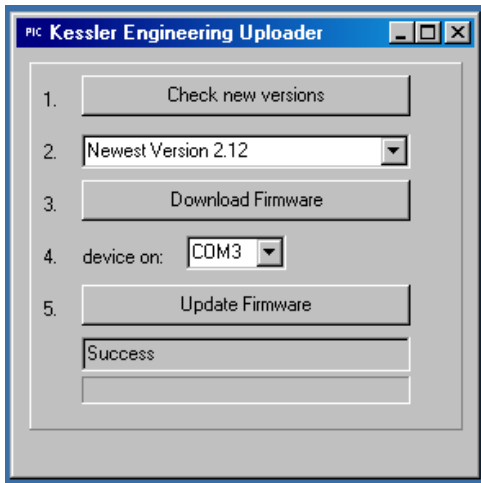 PIC Kessler Engineering Uploader
1. Check new versions
2. Newest Version 2.12
3. Download Firmware
4. device on: COM3
5. Update Firmware
Success